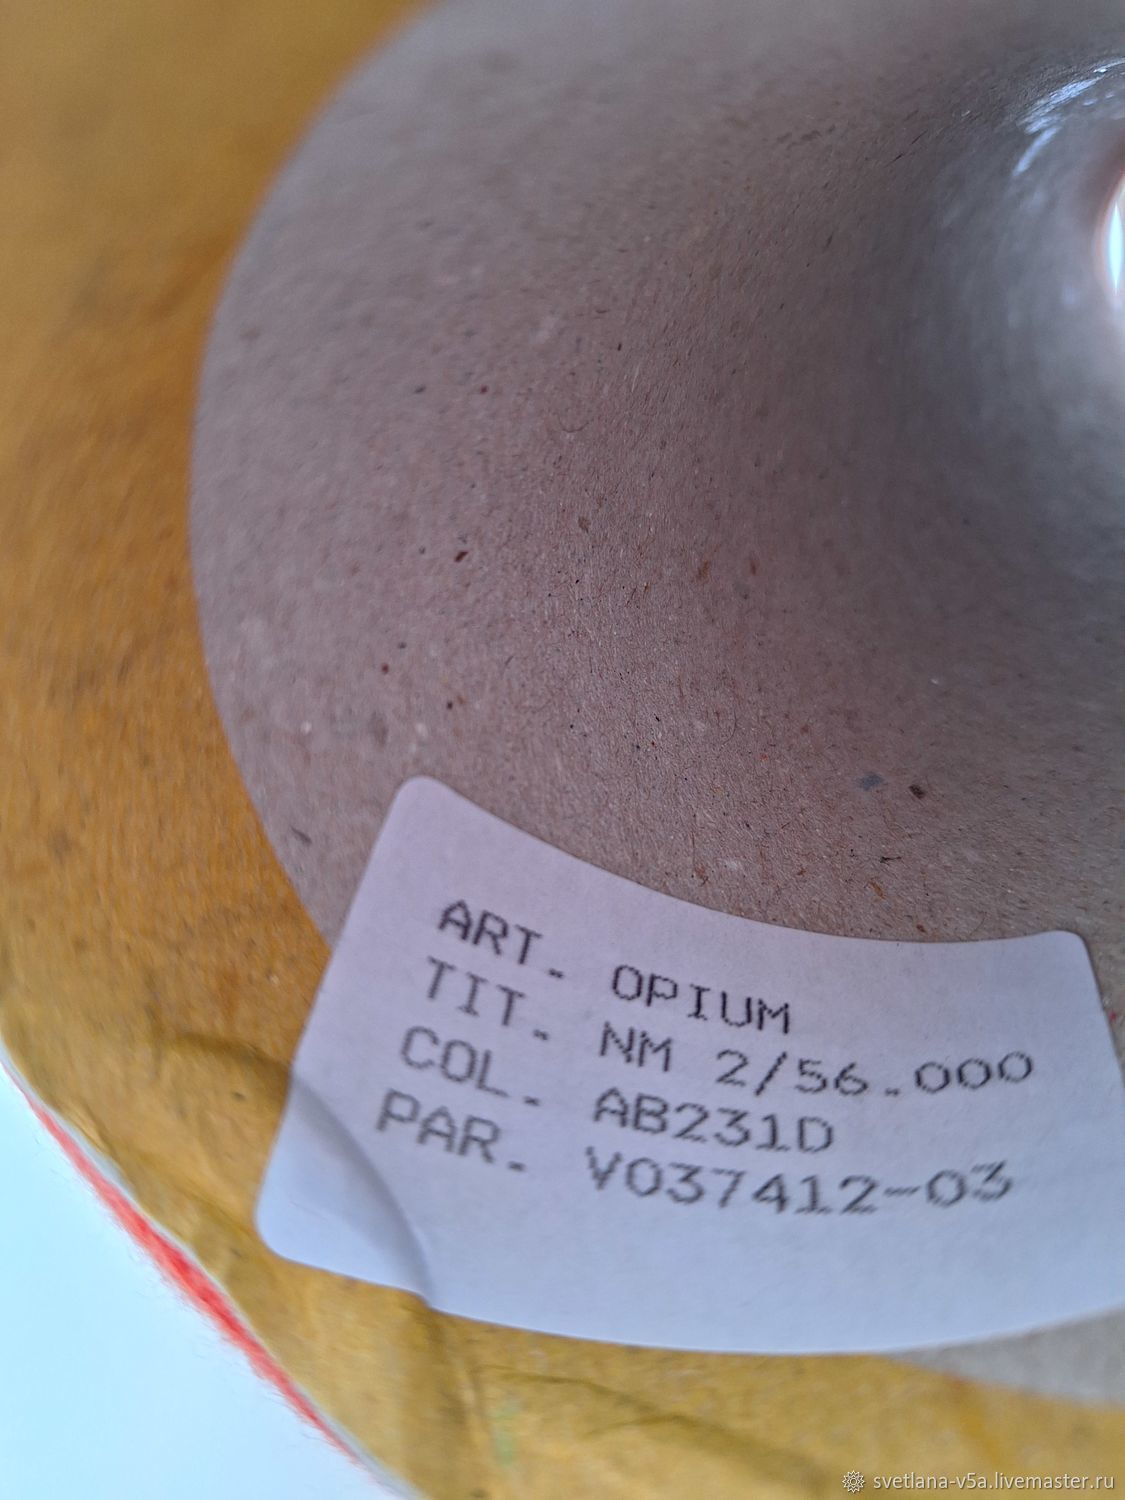 ART. OPIUM
TIT. NM 2/56.000
COL. AB231D
PAR. V037412-03
svetlana-v5a.livemaster.ru